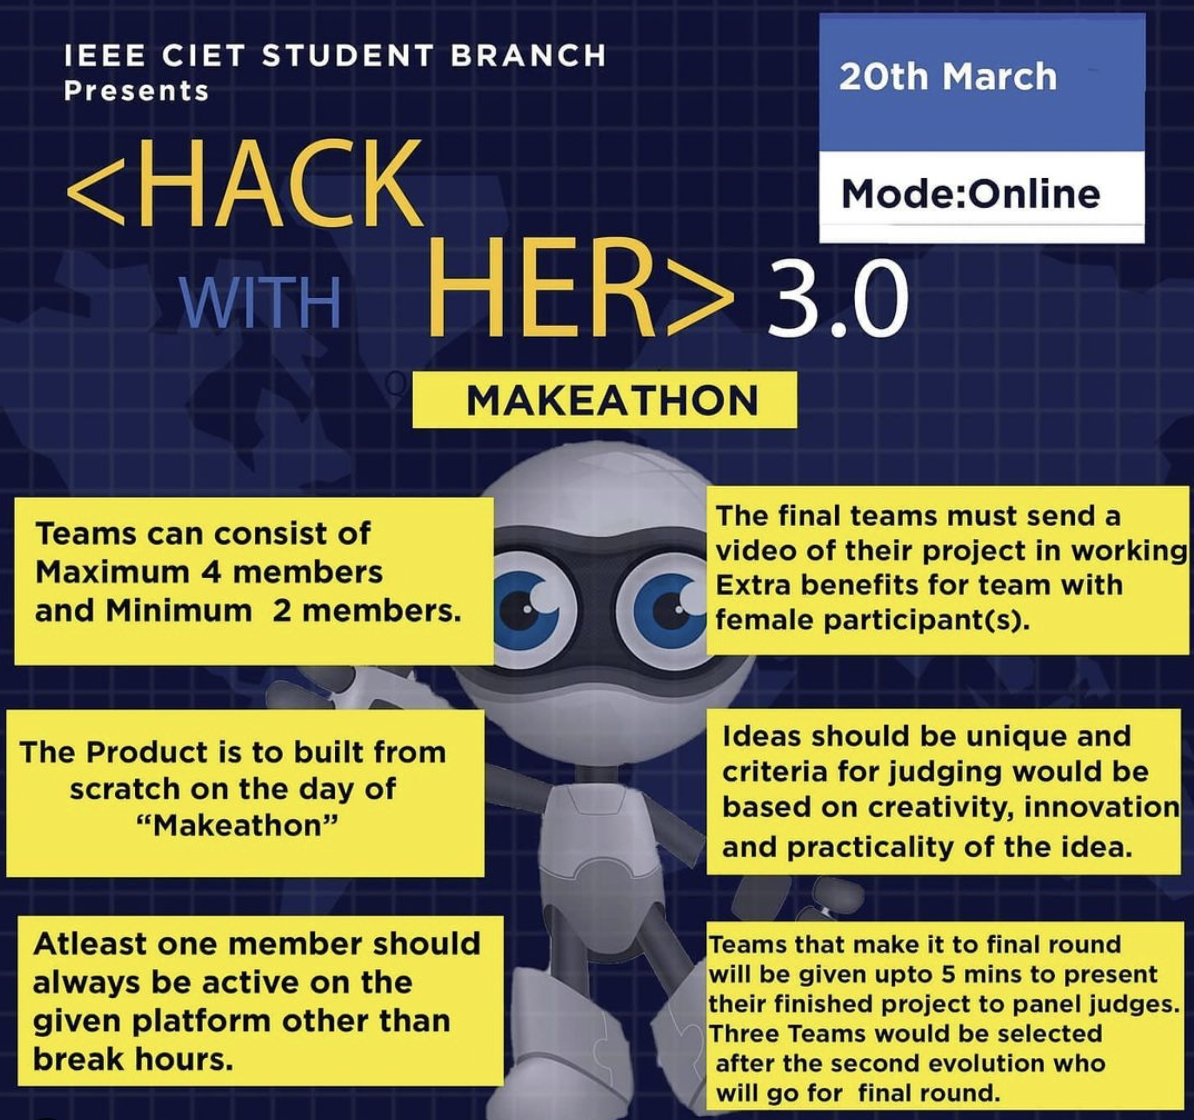 IEEE CIET STUDENT BRANCH
Presents
20th March
Mode:Online
<HACK
WITH HER> 3.0
MAKEATHON
Teams can consist of
Maximum 4 members
and Minimum 2 members.
The final teams must send a
video of their project in working
Extra benefits for team with
female participant(s).
The Product is to built from
scratch on the day of
“Makeathon”
Ideas should be unique and
criteria for judging would be
based on creativity, innovation
and practicality of the idea.
Atleast one member should
always be active on the
given platform other than
break hours.
Teams that make it to final round
will be given upto 5 mins to present
their finished project to panel judges.
Three Teams would be selected
after the second evolution who
will go for final round.